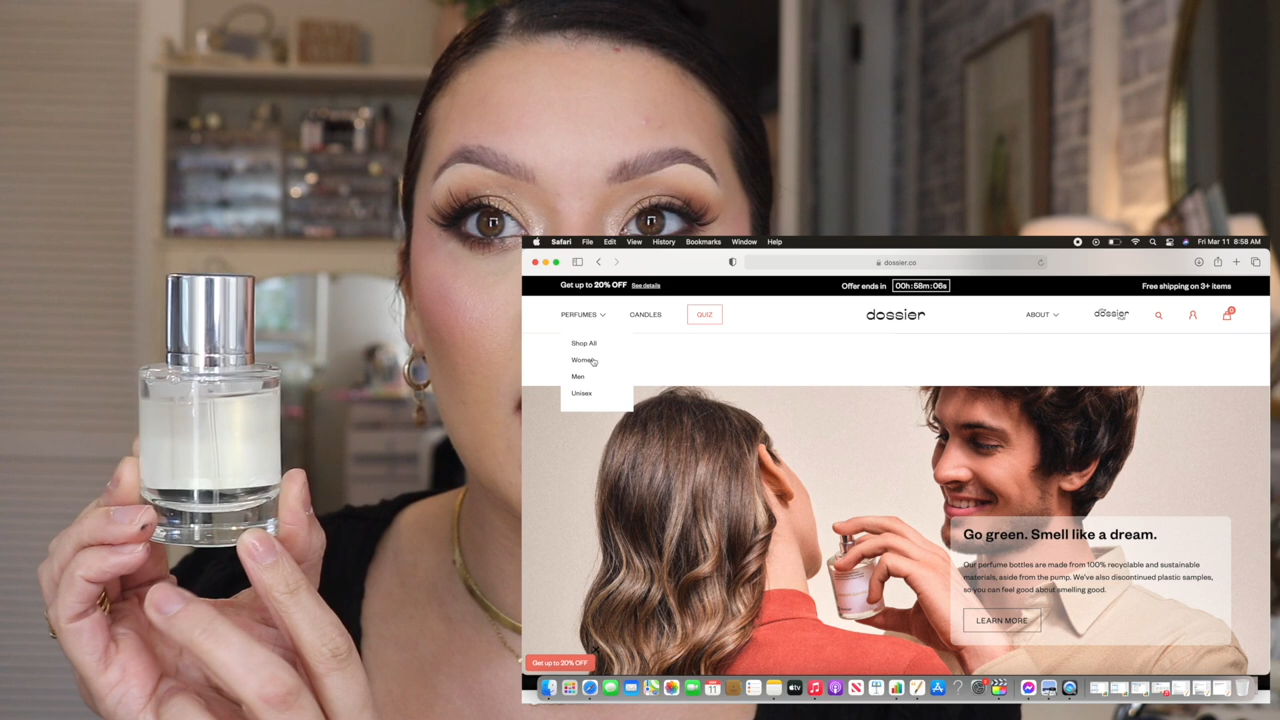 Safari File Edit View History Bookmarks Window Help
Fri Mar 11 8:58 AM
dossier.co
Get up to 20% OFF See details
Offer ends in 00h:58m:06s
Free shipping on 3+ items
PERFUMES CANDLES QUIZ
dossier
ABOUT
dossier
0
Shop All
Women
Men
Unisex
Go green. Smell like a dream.
Our perfume bottles are made from 100% recyclable and sustainable
materials, aside from the pump. We've also discontinued plastic samples,
so you can feel good about smelling good.
LEARN MORE
Get up to 20% OFF
11
tv